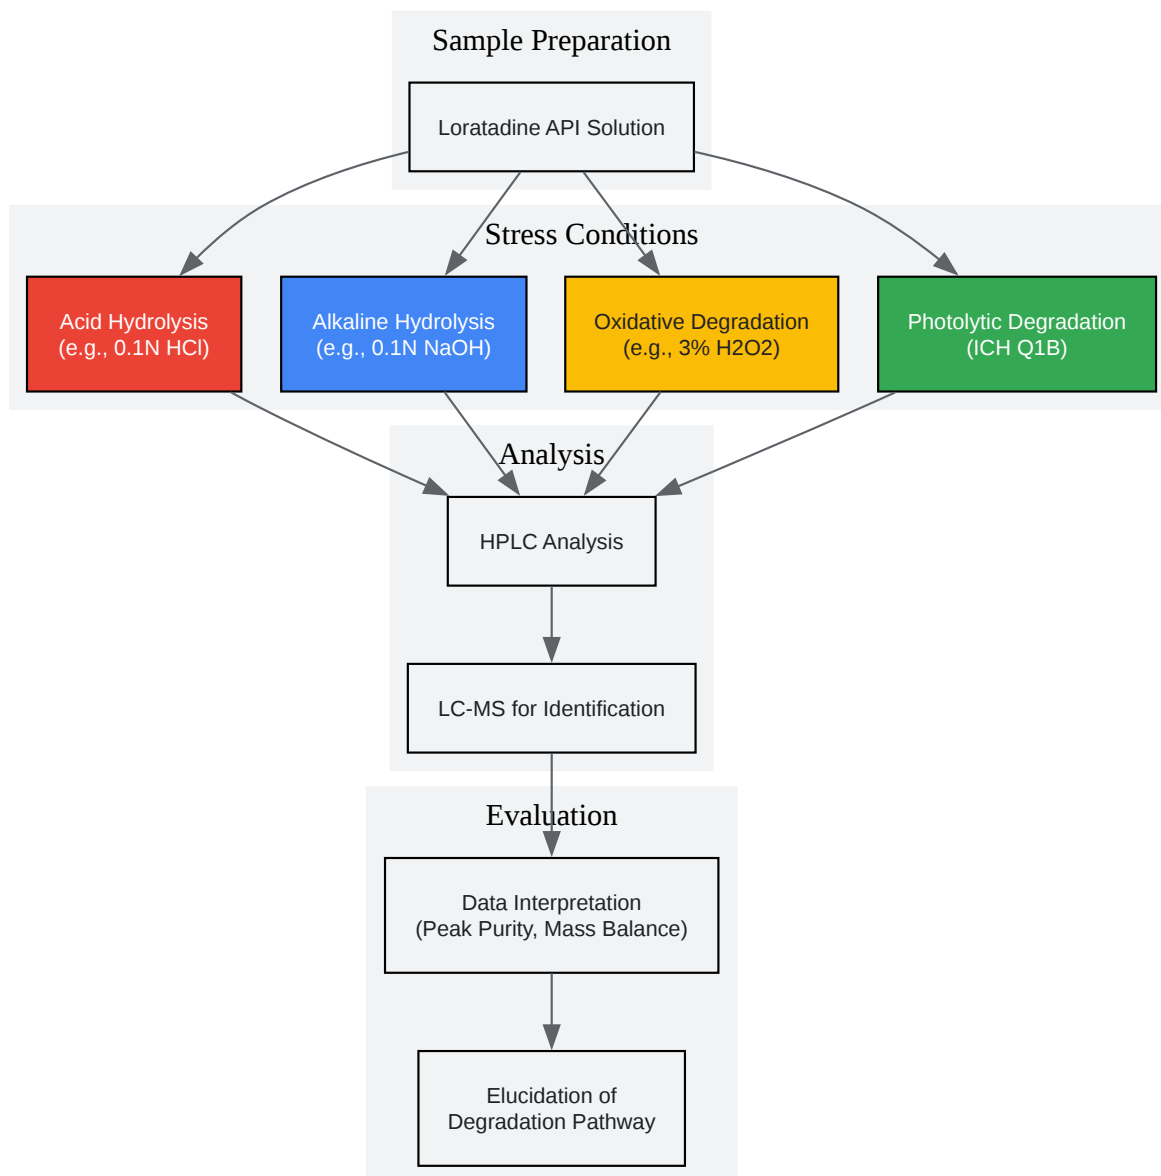 Sample Preparation
Loratadine API Solution
Stress Conditions
Acid Hydrolysis
(e.g., 0.1N HCl)
Alkaline Hydrolysis
(e.g., 0.1N NaOH)
Oxidative Degradation
(e.g., 3% H2O2)
Photolytic Degradation
(ICH Q1B)
Analysis
HPLC Analysis
LC-MS for Identification
Evaluation
Data Interpretation
(Peak Purity, Mass Balance)
Elucidation of
Degradation Pathway